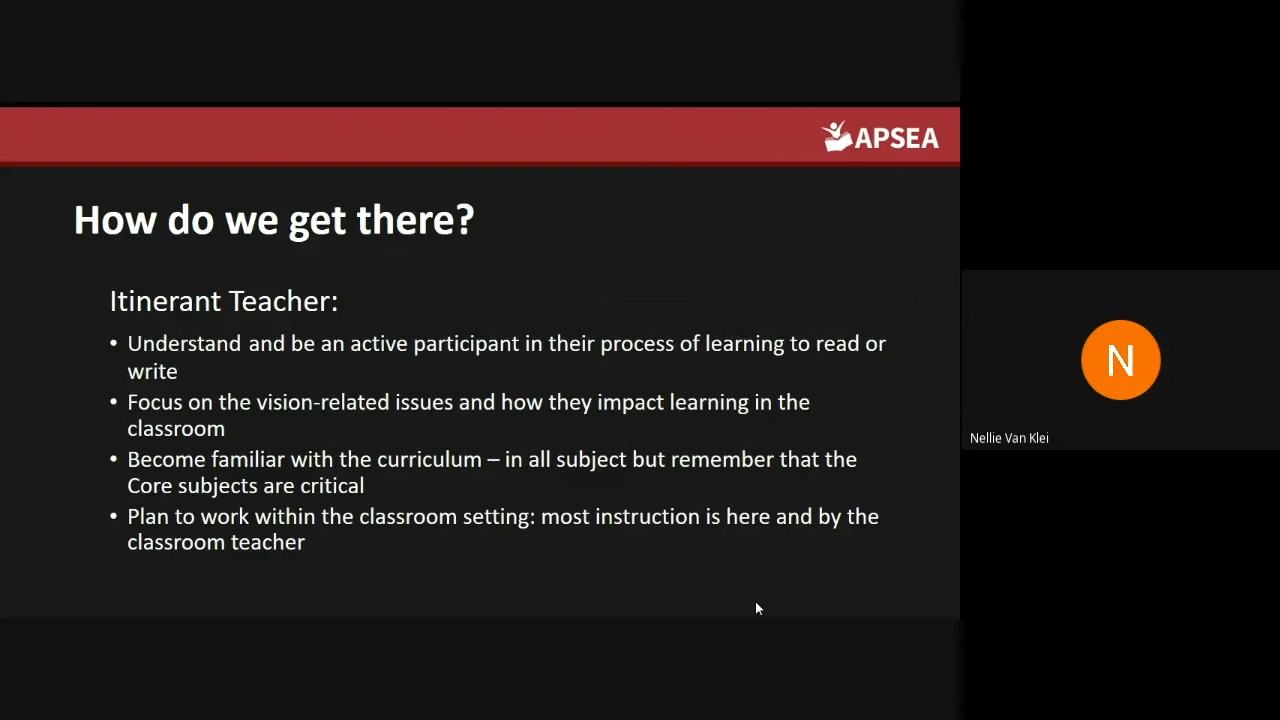 APSEA
How do we get there?
Itinerant Teacher:
• Understand and be an active participant in their process of learning to read or
write
• Focus on the vision-related issues and how they impact learning in the
classroom
• Become familiar with the curriculum – in all subject but remember that the
Core subjects are critical
• Plan to work within the classroom setting: most instruction is here and by the
classroom teacher
N
Nellie Van Klei